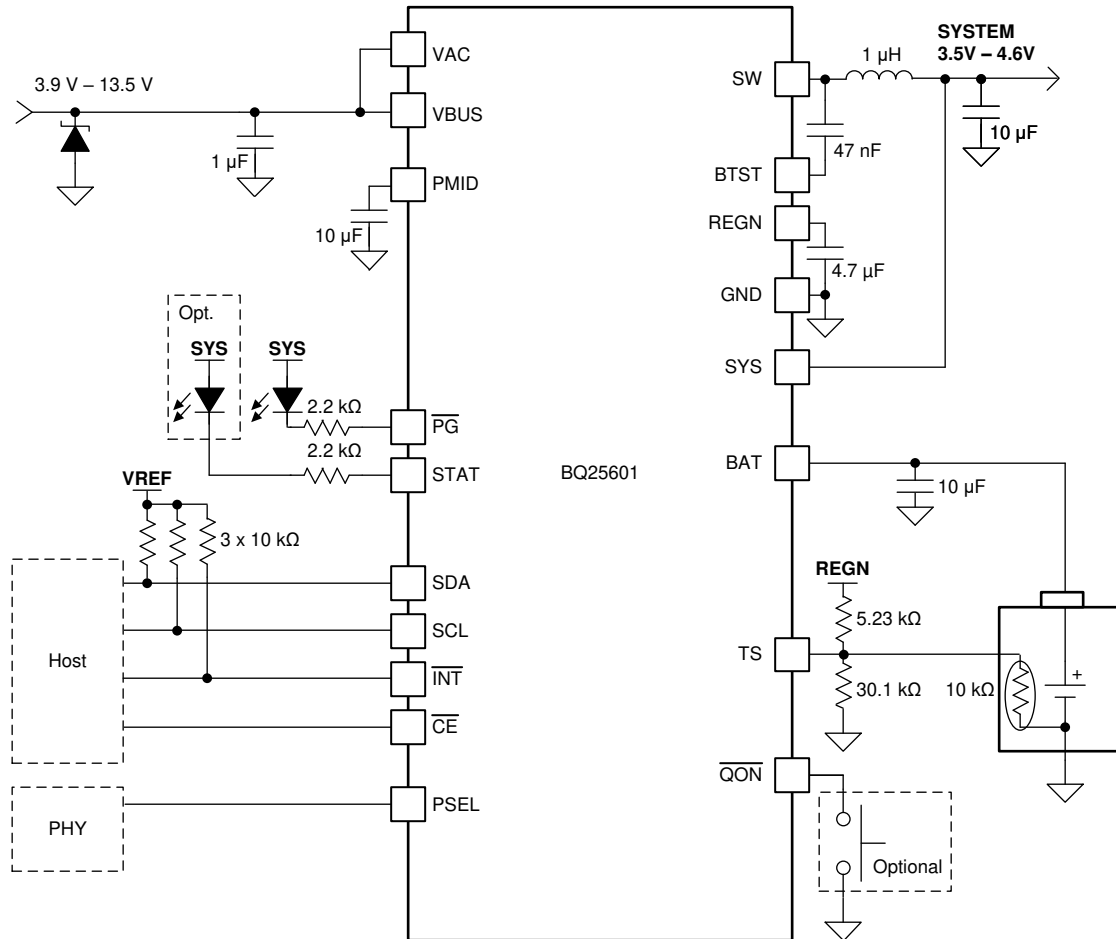 VAC
SYSTEM
3.5V – 4.6V
1 µH
3.9 V – 13.5 V
SW
VBUS
10 µF
1 µF
47 nF
BTST
PMID
REGN
10 µF
4.7 µF
GND
Opt.
SYS
SYS
SYS
2.2 kΩ
PG
2.2 kΩ
STAT
BQ25601
BAT
VREF
10 µF
3 x 10 kΩ
REGN
SDA
5.23 kΩ
SCL
TS
Host
INT
30.1 kΩ
10 kΩ
+
CE
QON
PSEL
PHY
Optional